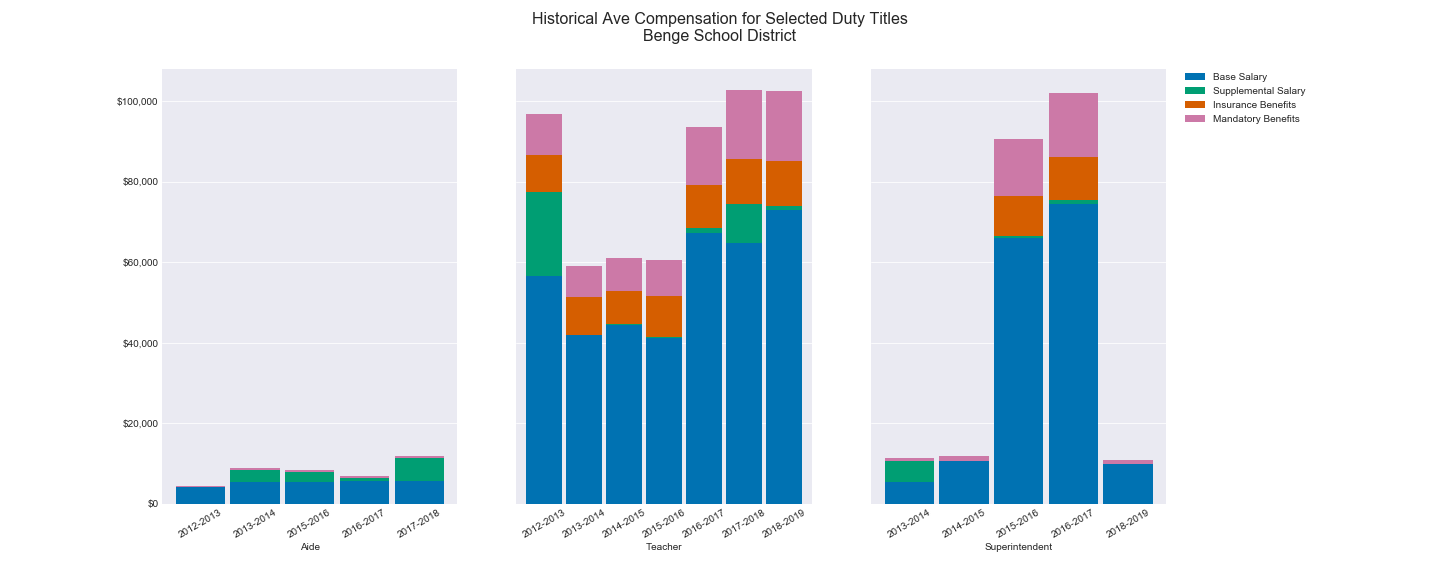 Historical Ave Compensation for Selected Duty Titles
Benge School District
Base Salary
Supplemental Salary
Insurance Benefits
Mandatory Benefits
$100,000
$80,000
$60,000
$40,000
$20,000
$0
2012-2013 2013-2014 2015-2016 2016-2017 2017-2018
Aide
2012-2013 2013-2014 2014-2015 2015-2016 2016-2017 2017-2018 2018-2019
Teacher
2013-2014 2014-2015 2015-2016 2016-2017 2018-2019
Superintendent